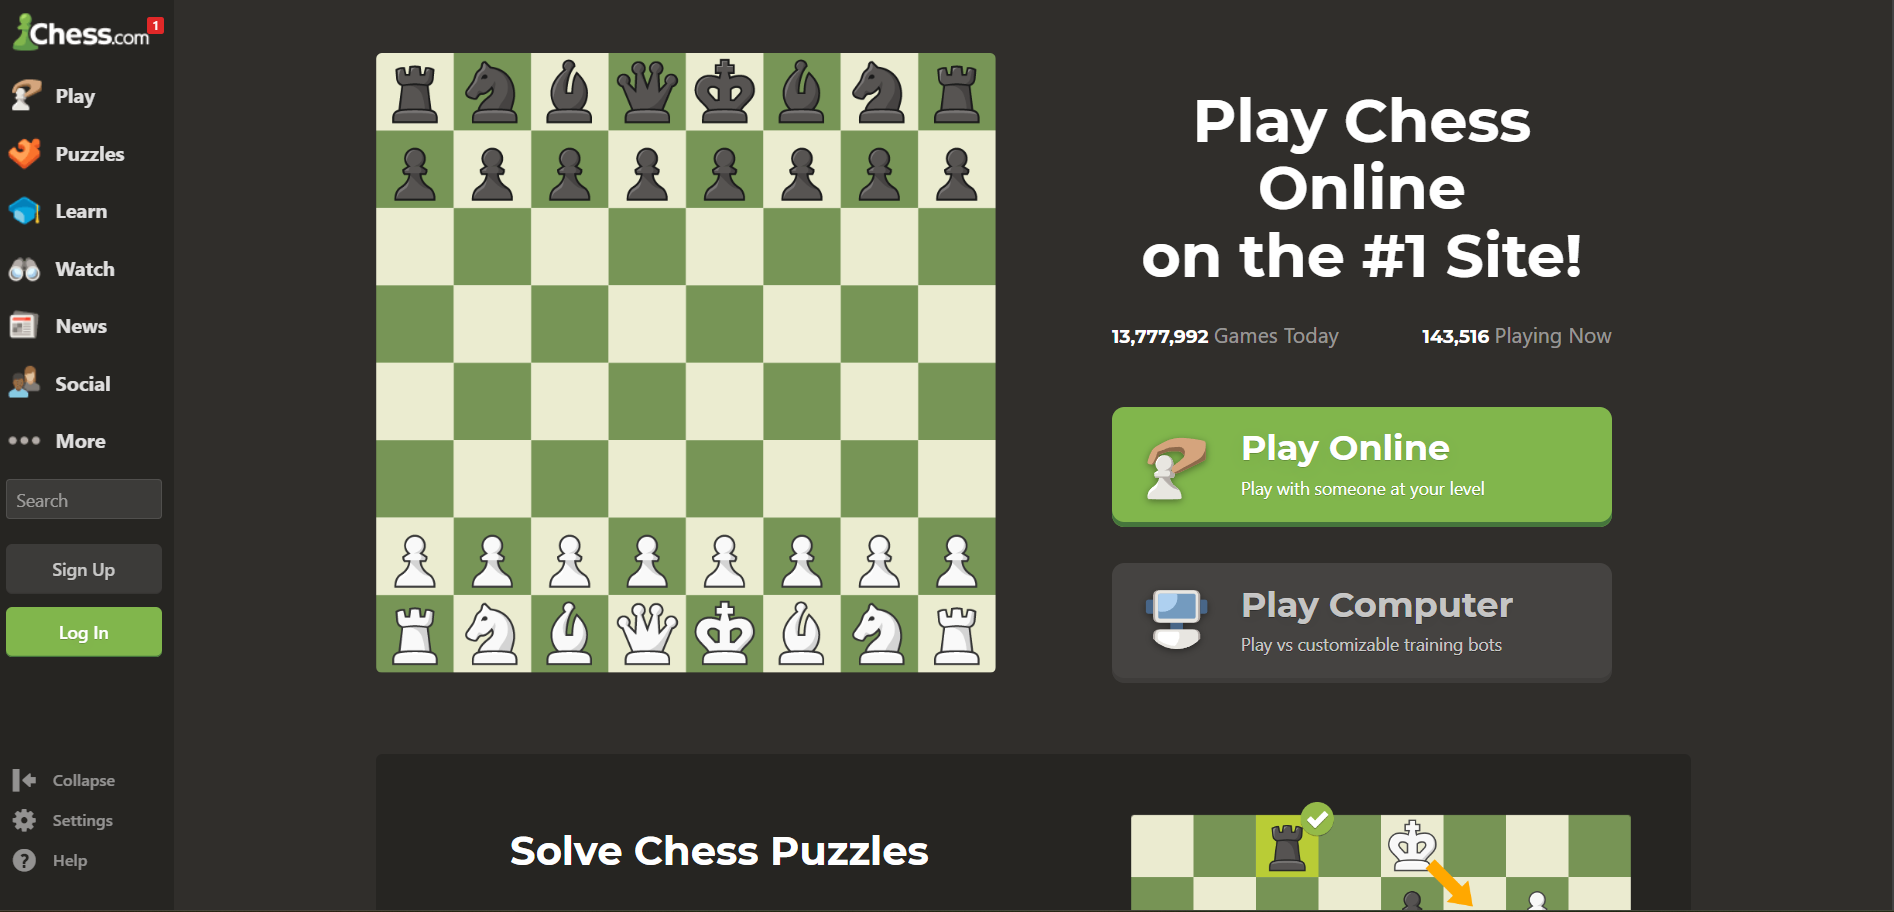 Chess.com
1
Play
Puzzles
Learn
Watch
News
Social
More
Search
Sign Up
Log In
Collapse
Settings
? Help
Play Chess
Online
on the #1 Site!
13,777,992 Games Today
143,516 Playing Now
Play Online
Play with someone at your level
Play Computer
Play vs customizable training bots
Solve Chess Puzzles